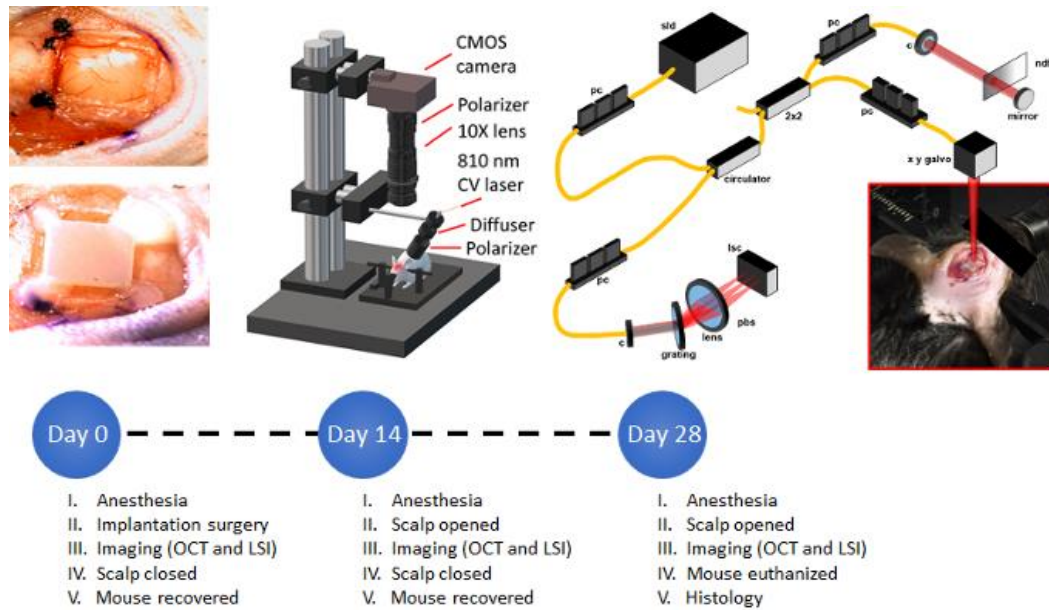 CMOS
camera
Polarizer
10X lens
810 nm
CV laser
Diffuser
Polarizer
sld
pc
pc
c
ndf
mirror
2x2
pc
x y galvo
circulator
pc
lsc
pbs
lens
grating
c
Day 0
Day 14
Day 28
I. Anesthesia
II. Implantation surgery
III. Imaging (OCT and LSI)
IV. Scalp closed
V. Mouse recovered
I. Anesthesia
II. Scalp opened
III. Imaging (OCT and LSI)
IV. Scalp closed
V. Mouse recovered
I. Anesthesia
II. Scalp opened
III. Imaging (OCT and LSI)
IV. Mouse euthanized
V. Histology